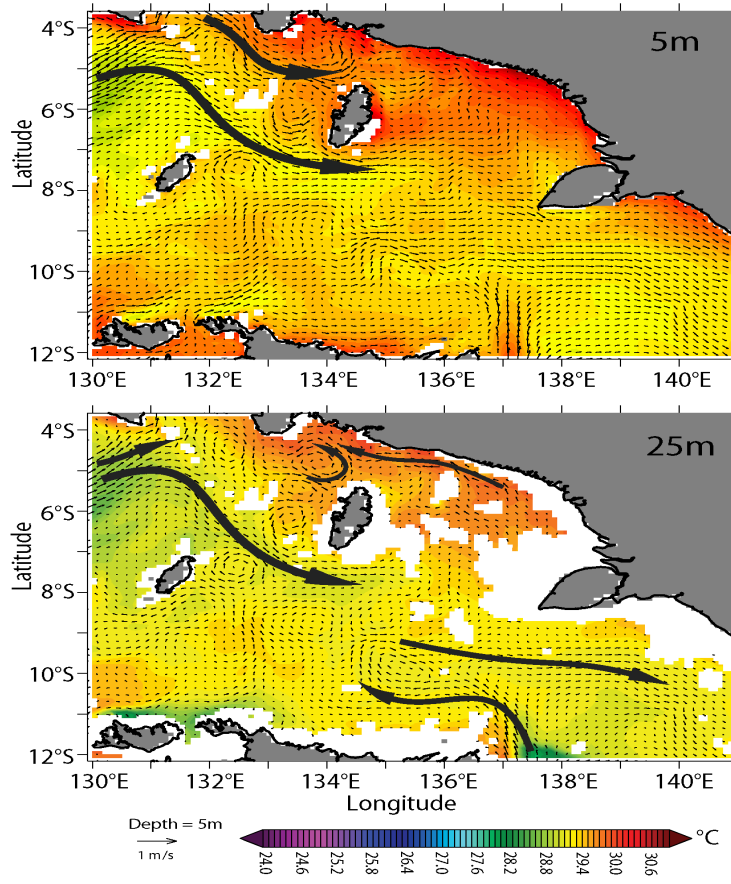 4°S
5m
6°S
Latitude
8°S
10°S
12°S
130°E 132°E 134°E 136°E 138°E 140°E
4°S
25m
6°S
Latitude
8°S
10°S
12°S
130°E 132°E 134°E 136°E 138°E 140°E
Longitude
Depth = 5m
1 m/s
°C
24.0 24.6 25.2 25.8 26.4 27.0 27.6 28.2 28.8 29.4 30.0 30.6